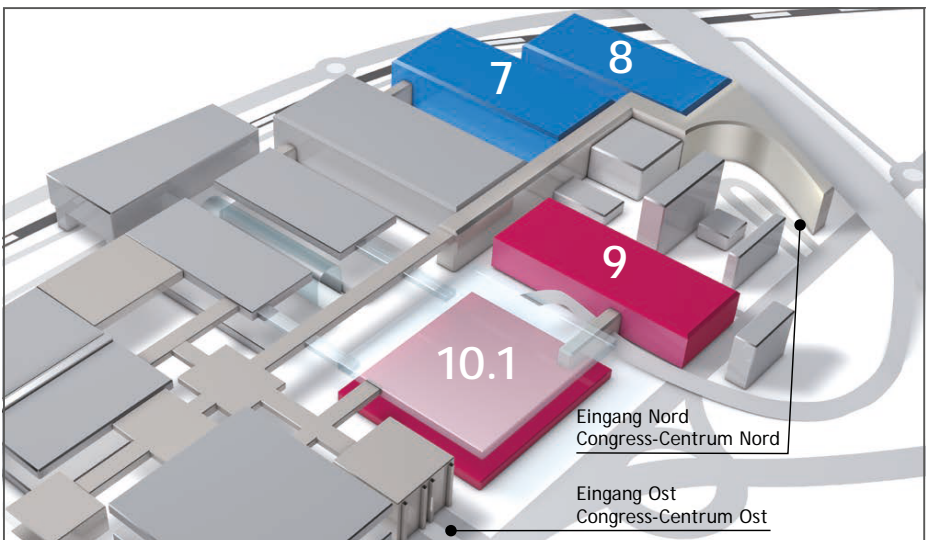 7
8
9
10.1
Eingang Nord
Congress-Centrum Nord
Eingang Ost
Congress-Centrum Ost